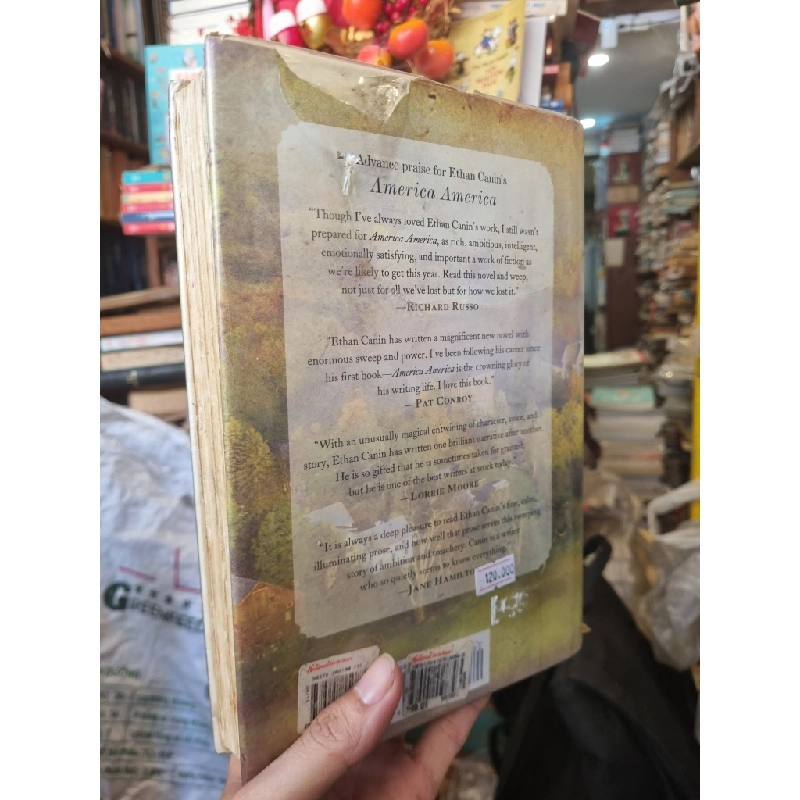 Advance praise for Ethan Canin's
America America
"Though I've always loved Ethan Canin's work, I still wasn't
prepared for America America, as rich, ambitious, intelligent,
emotionally satisfying, and important a work of fiction as
we're likely to get this year. Read this novel and weep,
not just for all we've lost but for how we lost it."
—RICHARD RUSSO
"Ethan Canin has written a magnificent new novel with
enormous sweep and power. I've been following his career since
his first book—America America is the crowning glory of
his writing life. I love this book."
—PAT CONROY
"With an unusually magical entwining of character, voice, and
story, Ethan Canin has written one brilliant narrative after another.
He is so gifted that he is sometimes taken for granted,
but he is one of the best writers at work today."
—LORRIE MOORE
"It is always a deep pleasure to read Ethan Canin's fine, calm,
illuminating prose, and how well that prose serves this sweeping
story of ambition and treachery. Canin is a writer
who so quietly seems to know everything."
—JANE HAMILTO
120.000